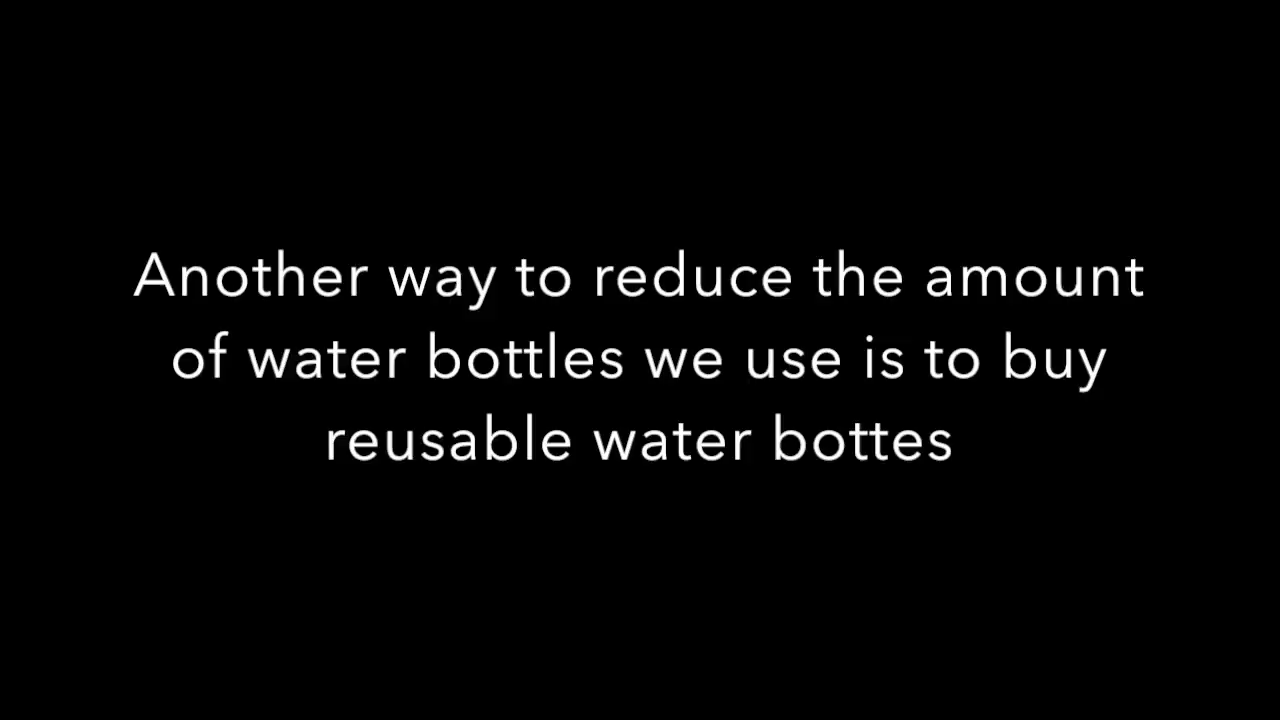 Another way to reduce the amount
of water bottles we use is to buy
reusable water bottes